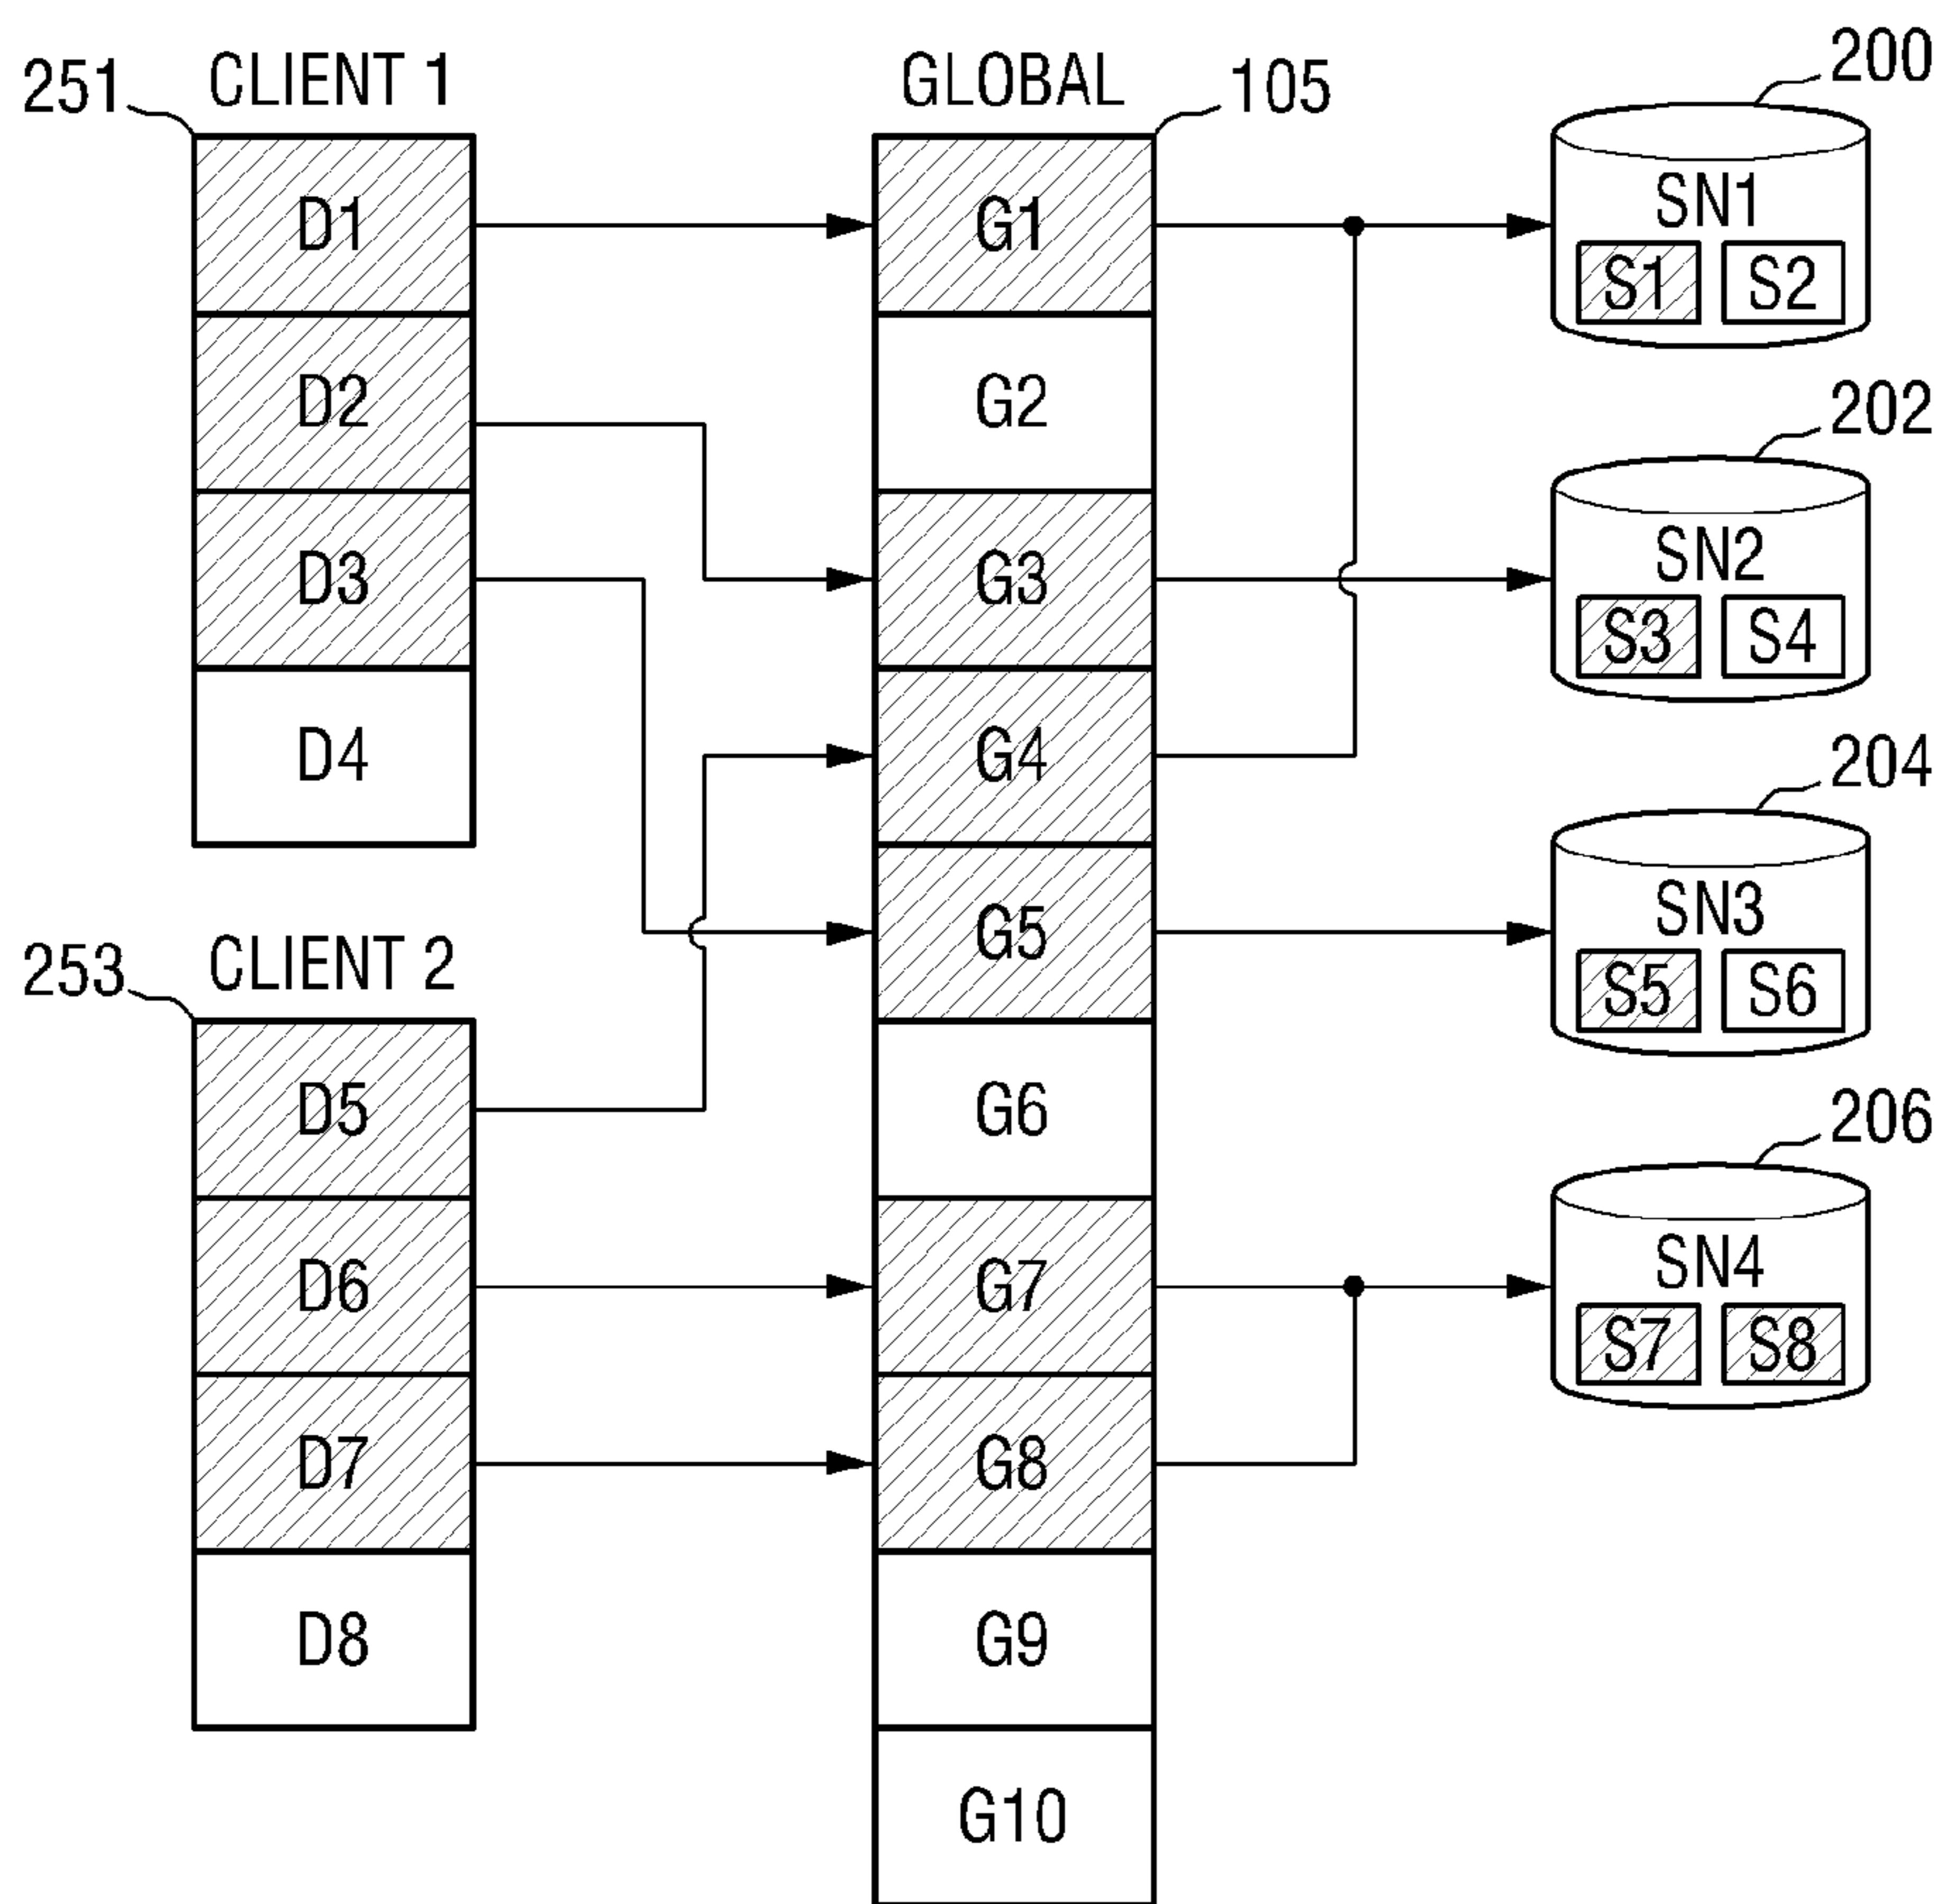 251
CLIENT 1
D1
D2
D3
D4
253
CLIENT 2
D5
D6
D7
D8
GLOBAL
105
G1
G2
G3
G4
G5
G6
G7
G8
G9
G10
200
SN1
S1 S2
202
SN2
S3 S4
204
SN3
S5 S6
206
SN4
S7 S8